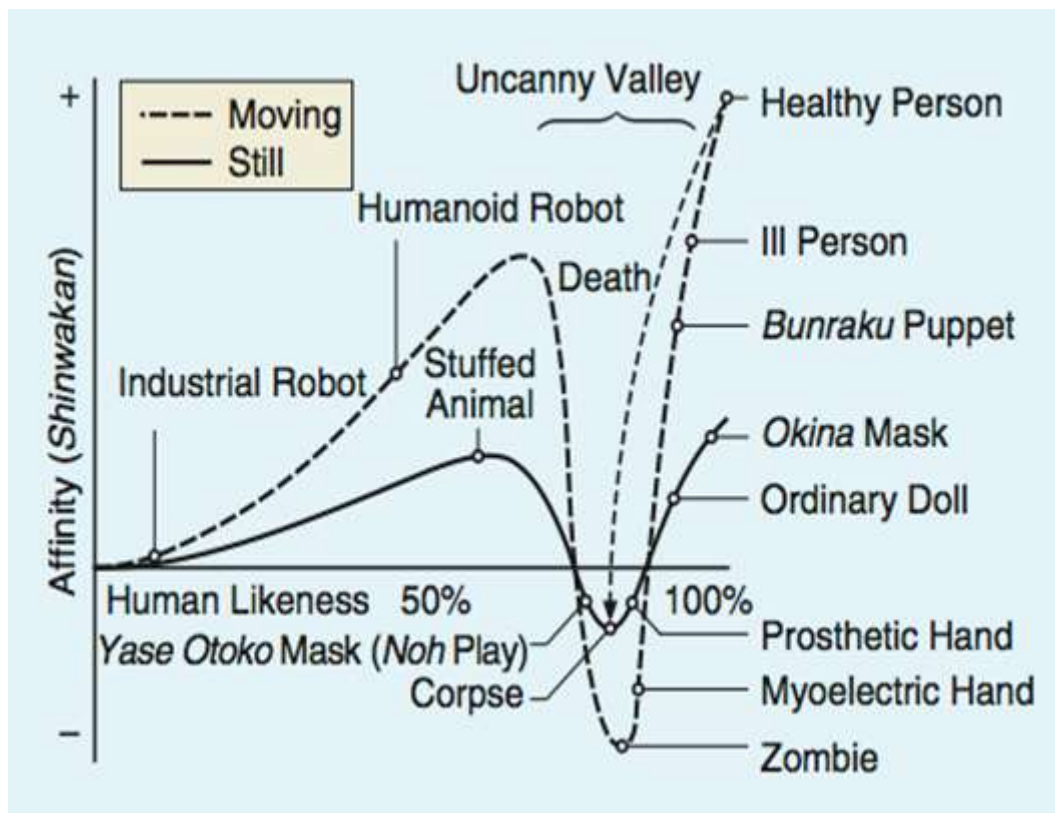 Uncanny Valley
+
Moving
Still
Healthy Person
Humanoid Robot
Death
Ill Person
Bunraku Puppet
Industrial Robot
Stuffed
Animal
Okina Mask
Ordinary Doll
Affinity (Shinwakan)
Human Likeness 50% 100%
Yase Otoko Mask (Noh Play)
Prosthetic Hand
Corpse
Myoelectric Hand
–
Zombie